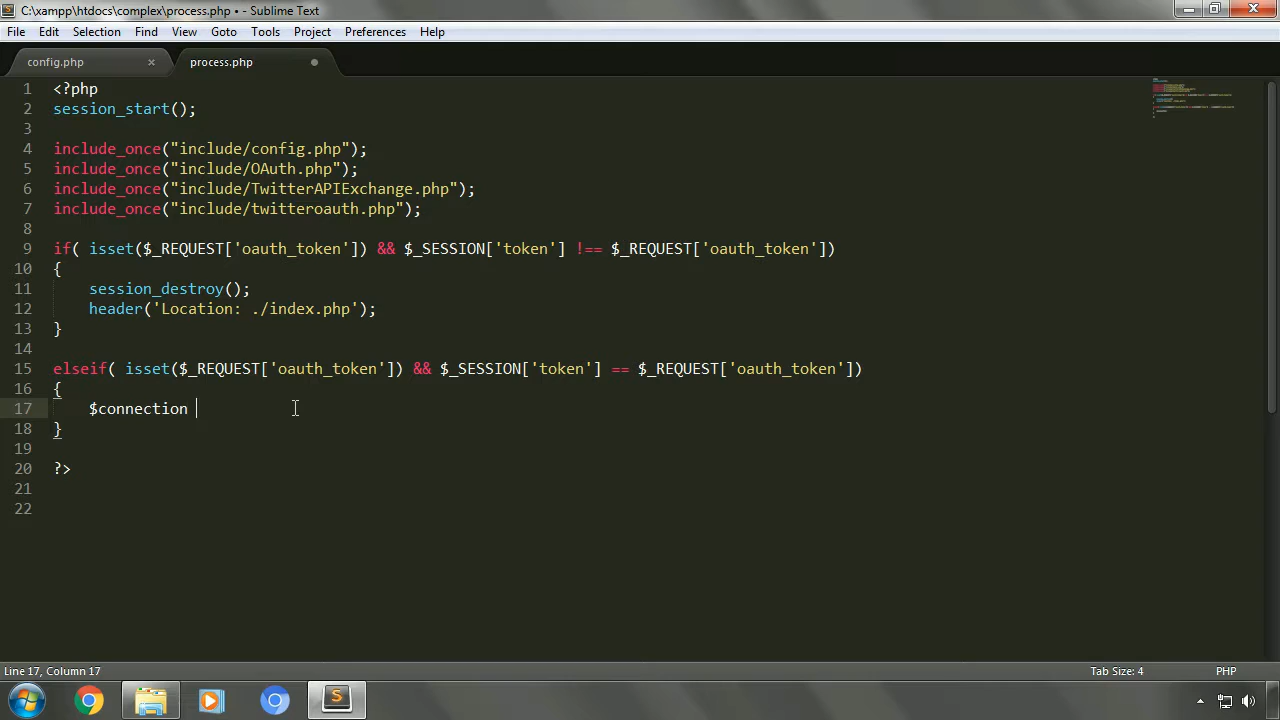 C:\xampp\htdocs\complex\process.php • - Sublime Text
File Edit Selection Find View Goto Tools Project Preferences Help
config.php × process.php
1 <?php
2 session_start();
3
4 include_once("include/config.php");
5 include_once("include/OAuth.php");
6 include_once("include/TwitterAPIExchange.php");
7 include_once("include/twitteroauth.php");
8
9 if( isset($_REQUEST['oauth_token']) && $_SESSION['token'] !== $_REQUEST['oauth_token'])
10 {
11     session_destroy();
12     header('Location: ./index.php');
13 }
14
15 elseif( isset($_REQUEST['oauth_token']) && $_SESSION['token'] == $_REQUEST['oauth_token'])
16 {
17     $connection
18 }
19
20 ?>
21
22
Line 17, Column 17 Tab Size: 4 PHP